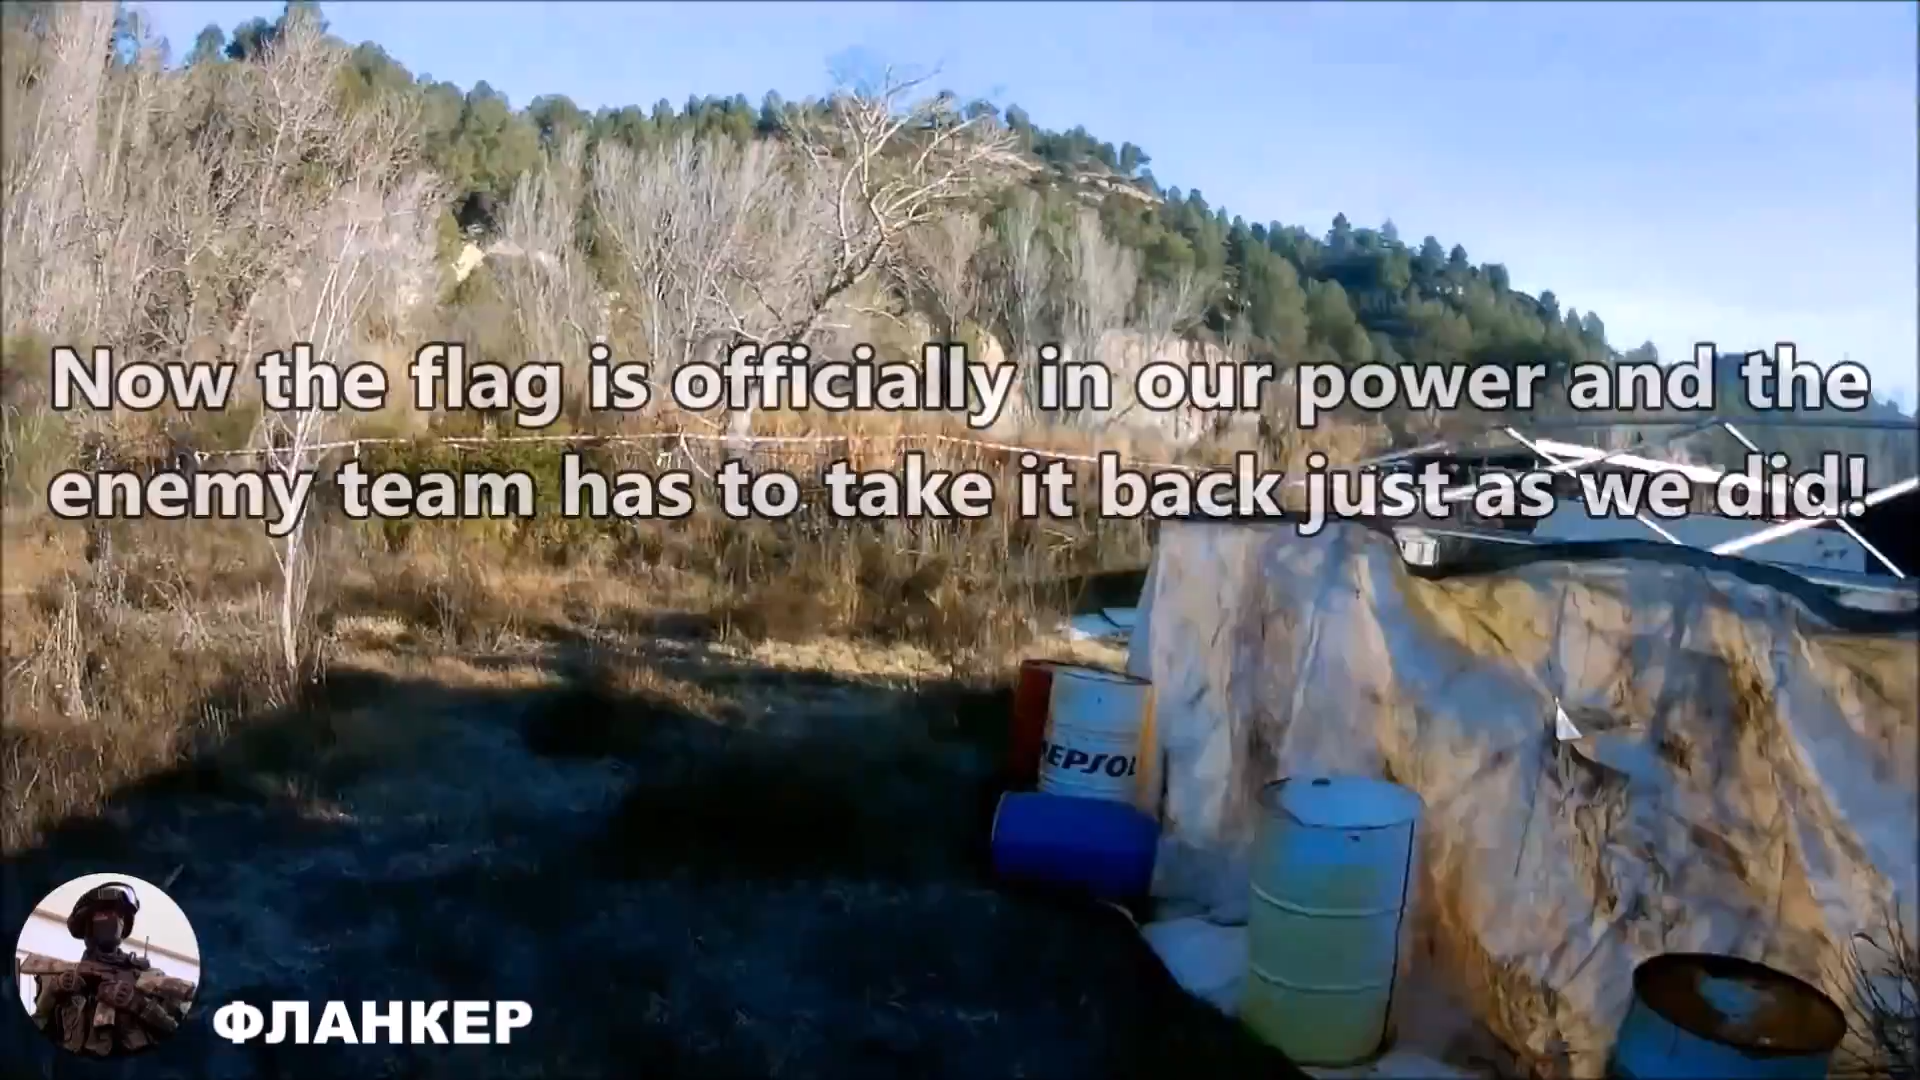 Now the flag is officially in our power and the
enemy team has to take it back just as we did!
EPSOL
ФЛАНКЕР